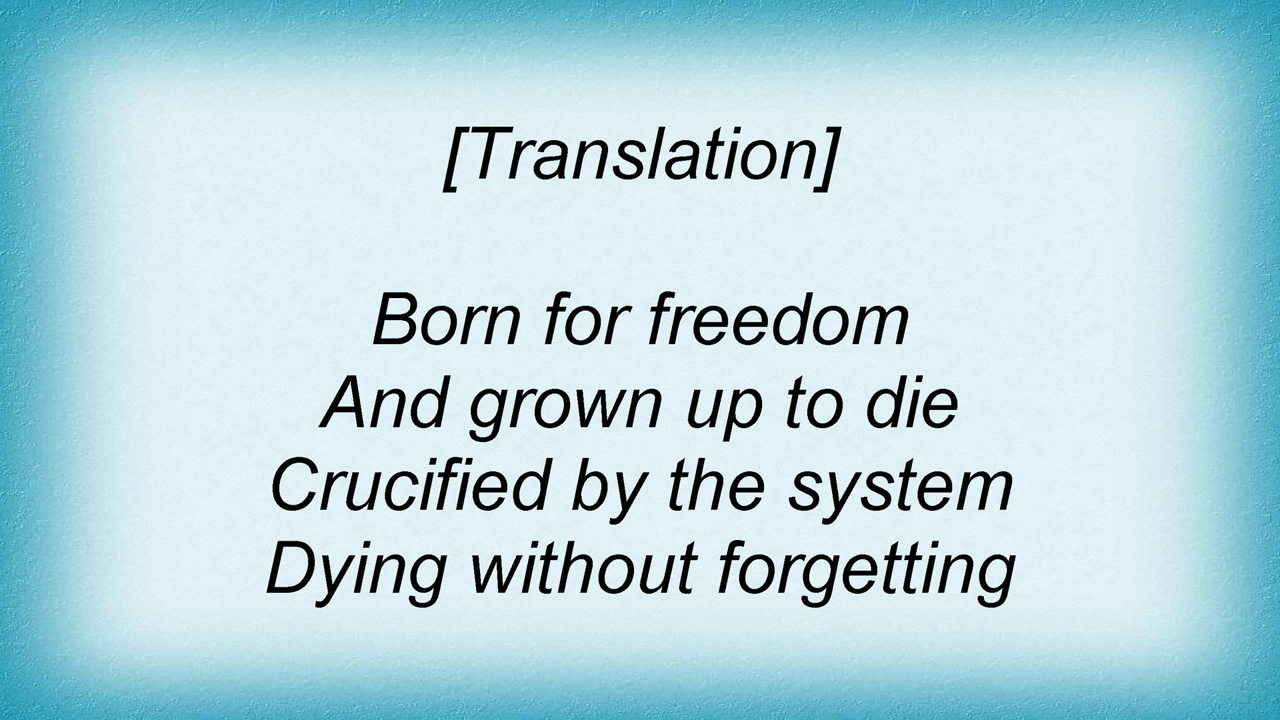 [Translation]
Born for freedom
And grown up to die
Crucified by the system
Dying without forgetting